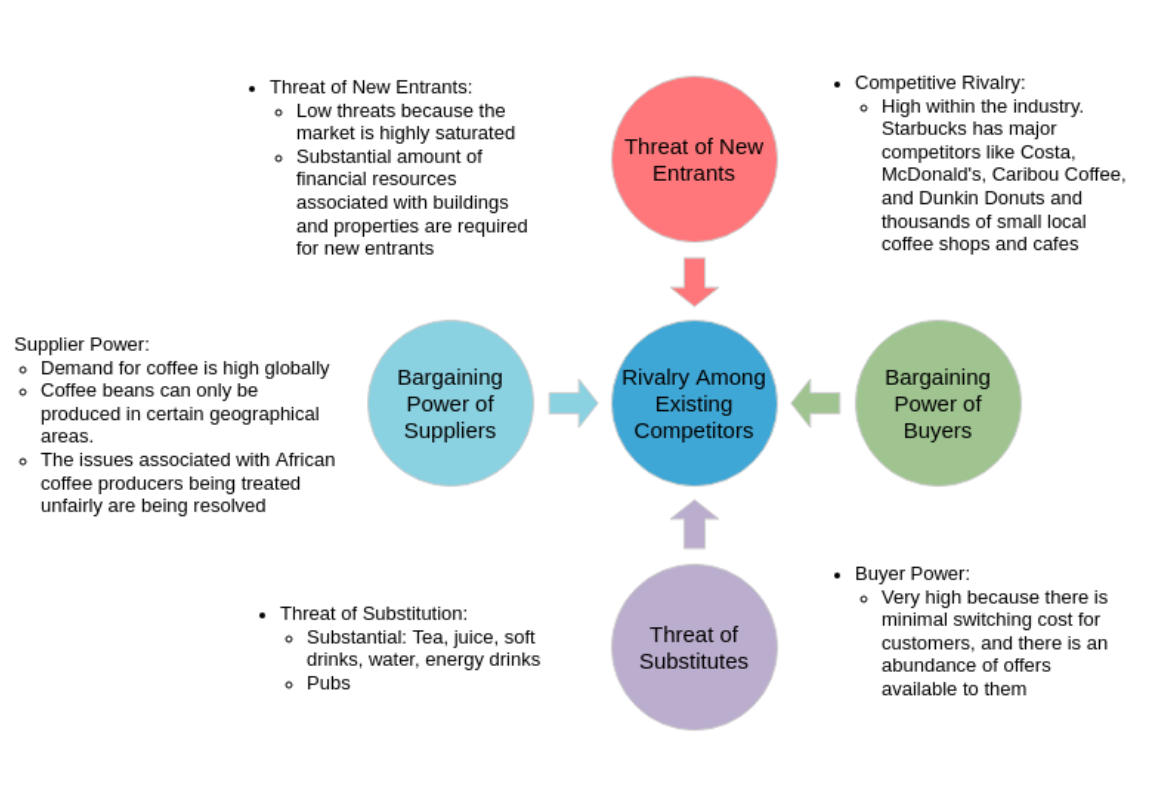 • Threat of New Entrants:
◦ Low threats because the
market is highly saturated
◦ Substantial amount of
financial resources
associated with buildings
and properties are required
for new entrants
Threat of New
Entrants
• Competitive Rivalry:
◦ High within the industry.
Starbucks has major
competitors like Costa,
McDonald's, Caribou Coffee,
and Dunkin Donuts and
thousands of small local
coffee shops and cafes
Supplier Power:
◦ Demand for coffee is high globally
◦ Coffee beans can only be
produced in certain geographical
areas.
◦ The issues associated with African
coffee producers being treated
unfairly are being resolved
Bargaining
Power of
Suppliers
Rivalry Among
Existing
Competitors
Bargaining
Power of
Buyers
• Threat of Substitution:
◦ Substantial: Tea, juice, soft
drinks, water, energy drinks
◦ Pubs
Threat of
Substitutes
• Buyer Power:
◦ Very high because there is
minimal switching cost for
customers, and there is an
abundance of offers
available to them